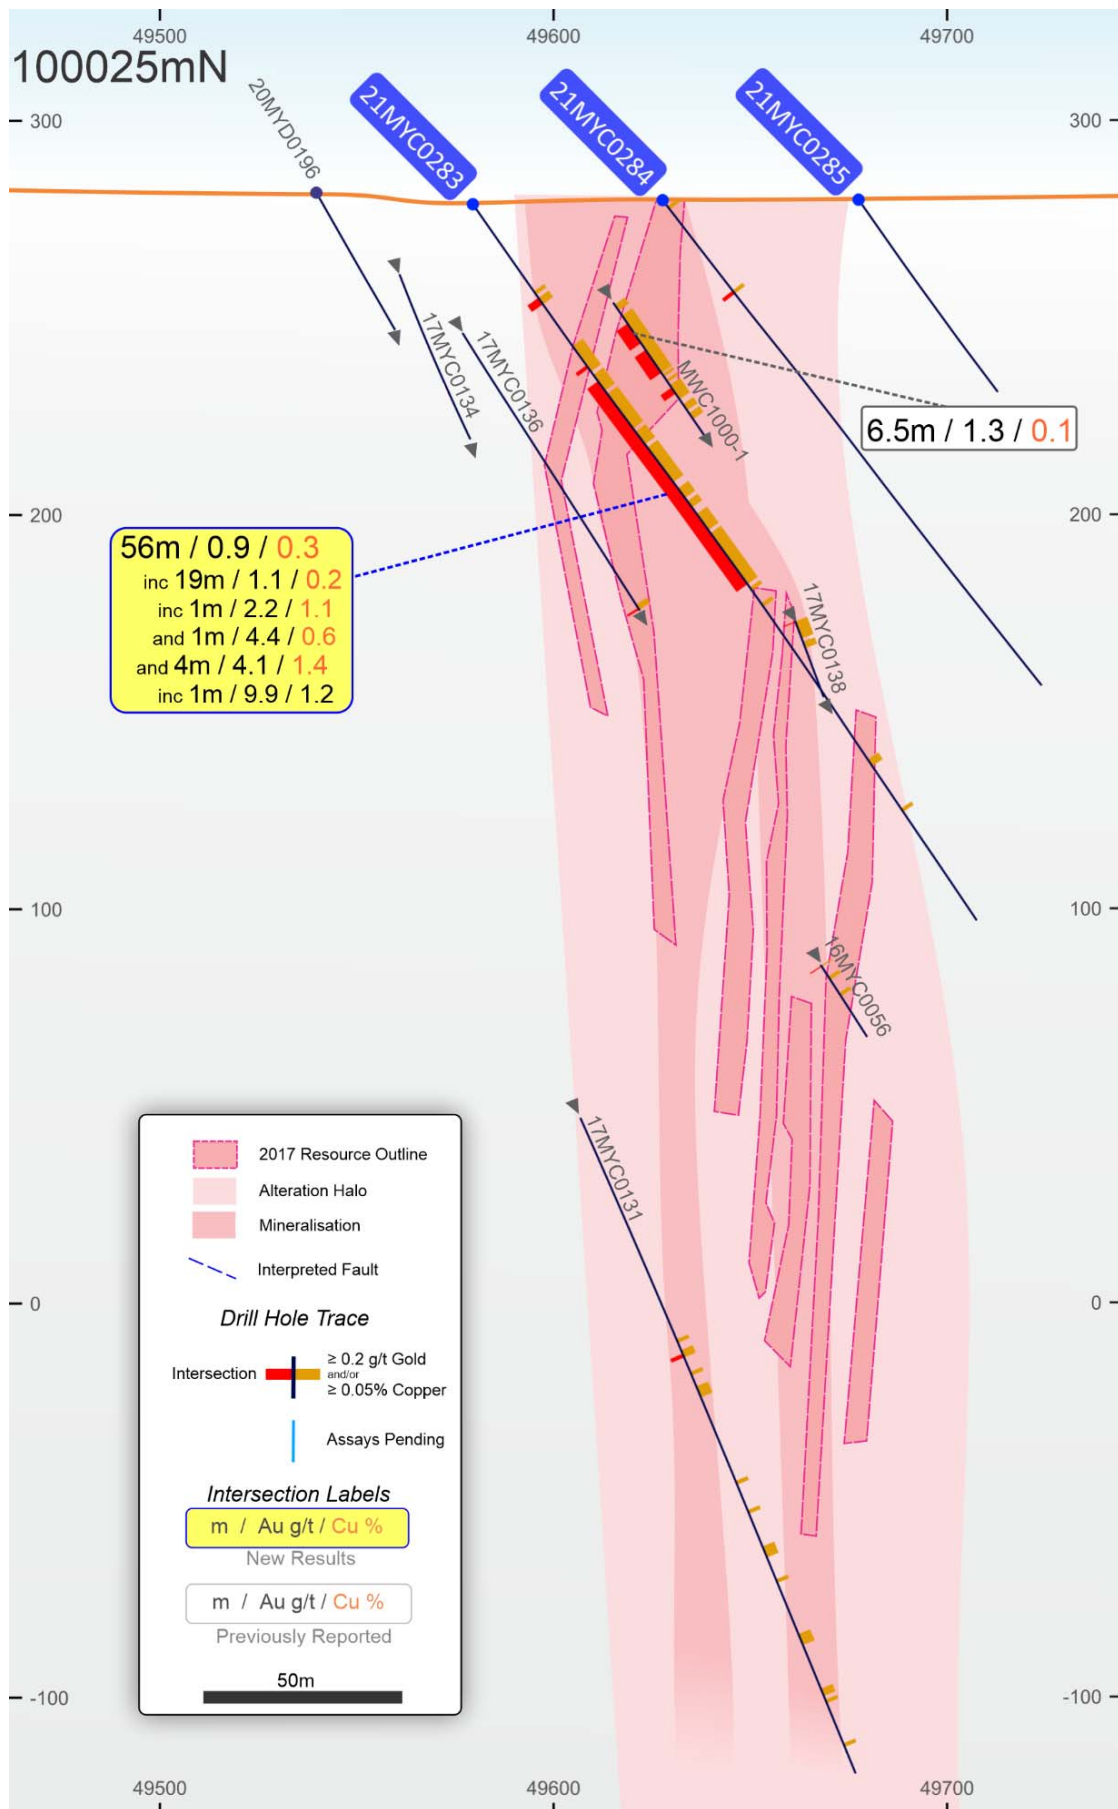 49500
49600
49700
100025mN
300
300
20MYD0196
21MYC0283
21MYC0284
21MYC0285
17MYC0134
17MYC0136
MWC1000-1
6.5m / 1.3 / 0.1
200
200
56m / 0.9 / 0.3
inc 19m / 1.1 / 0.2
inc 1m / 2.2 / 1.1
and 1m / 4.4 / 0.6
and 4m / 4.1 / 1.4
inc 1m / 9.9 / 1.2
17MYC0138
100
100
16MYC0056
17MYC0131
2017 Resource Outline
Alteration Halo
Mineralisation
Interpreted Fault
Drill Hole Trace
Intersection
≥ 0.2 g/t Gold
and/or
≥ 0.05% Copper
Assays Pending
Intersection Labels
m / Au g/t / Cu %
New Results
m / Au g/t / Cu %
Previously Reported
50m
0
0
-100
-100
49500
49600
49700